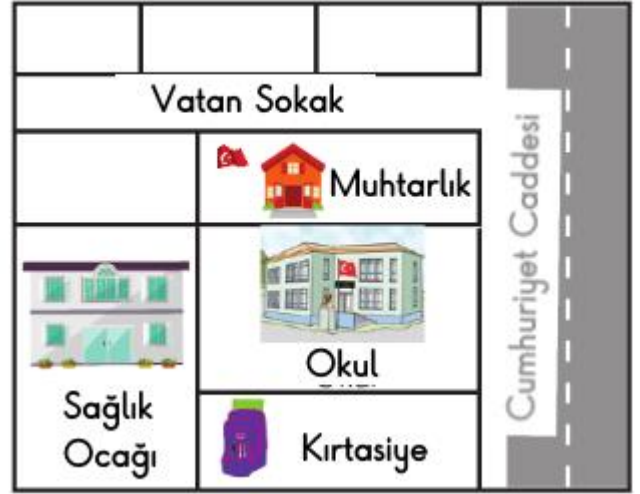 Vatan Sokak
Muhtarlık
Okul
Sağlık
Ocağı
Kırtasiye
Cumhuriyet Caddesi